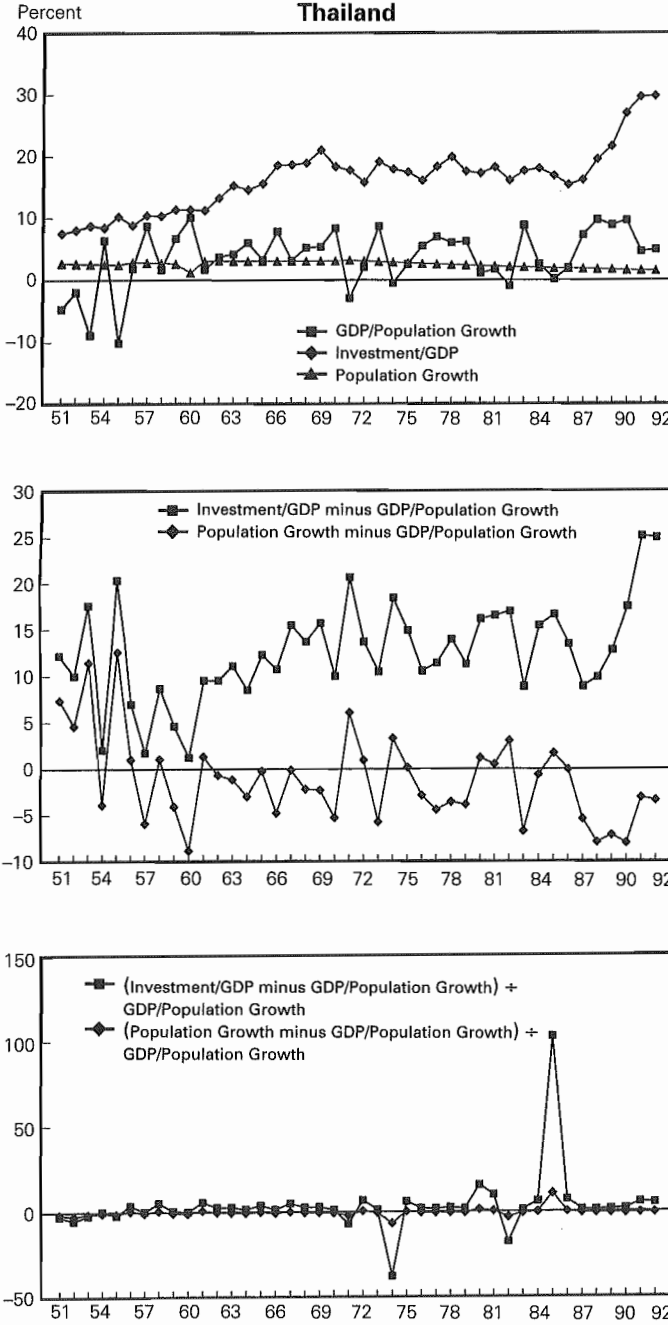 Percent
Thailand
40
30
20
10
0
–10
–20
GDP/Population Growth
Investment/GDP
Population Growth
51 54 57 60 63 66 69 72 75 78 81 84 87 90 92
30
25
20
15
10
5
0
–5
–10
Investment/GDP minus GDP/Population Growth
Population Growth minus GDP/Population Growth
51 54 57 60 63 66 69 72 75 78 81 84 87 90 92
150
100
50
0
–50
(Investment/GDP minus GDP/Population Growth) ÷
GDP/Population Growth
(Population Growth minus GDP/Population Growth) ÷
GDP/Population Growth
51 54 57 60 63 66 69 72 75 78 81 84 87 90 92